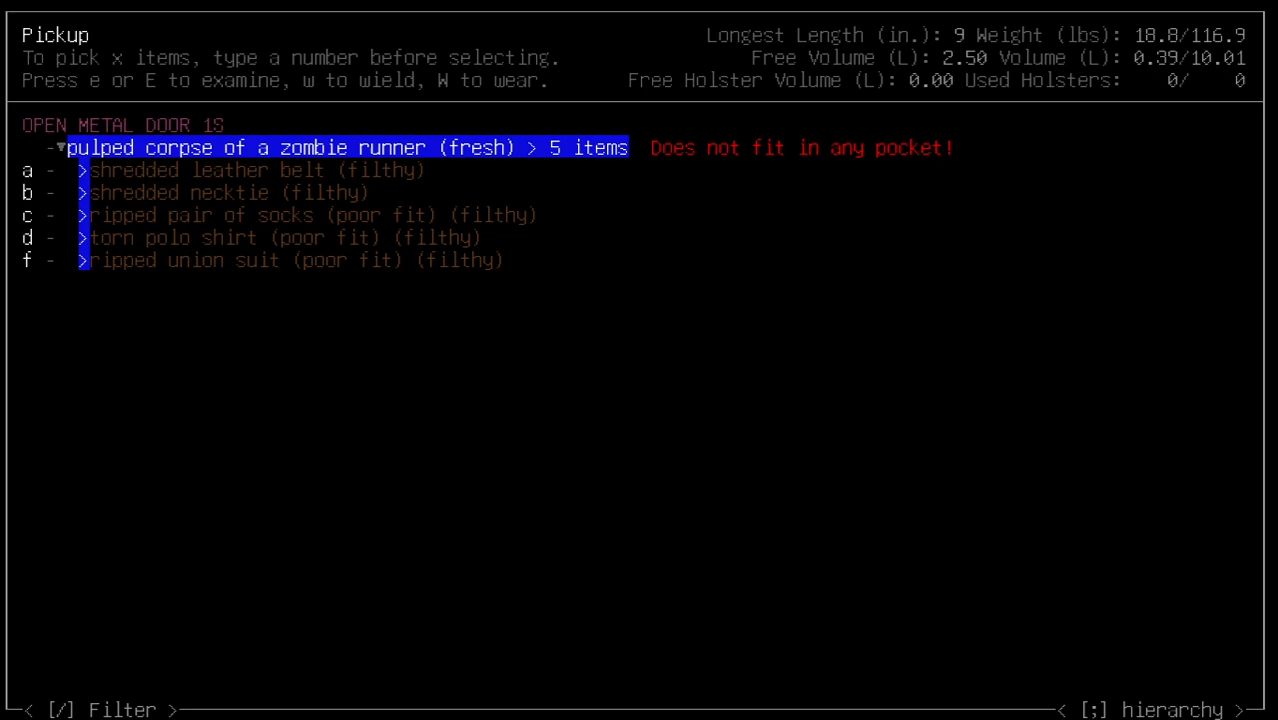 Pickup Longest Length (in.): 9 Weight (lbs): 18.8/116.9
To pick x items, type a number before selecting. Free Volume (L): 2.50 Volume (L): 0.39/10.01
Press e or E to examine, w to wield, W to wear. Free Holster Volume (L): 0.00 Used Holsters: 0/ 0
OPEN METAL DOOR 1S
-▼pulped corpse of a zombie runner (fresh) > 5 items Does not fit in any pocket!
a - >shredded leather belt (filthy)
b - >shredded necktie (filthy)
c - >ripped pair of socks (poor fit) (filthy)
d - >torn polo shirt (poor fit) (filthy)
f - >ripped union suit (poor fit) (filthy)
< [/] Filter > < [;] hierarchy >